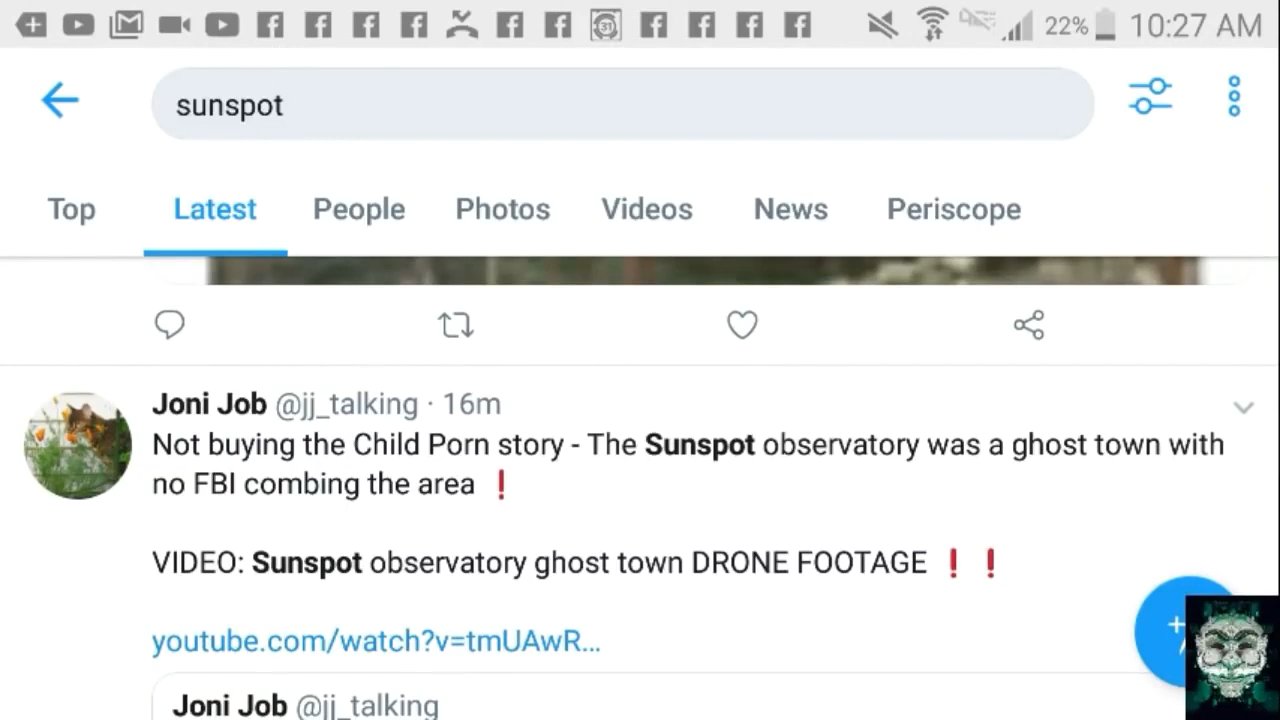 22% 10:27 AM
sunspot
Top Latest People Photos Videos News Periscope
Joni Job @jj_talking · 16m
Not buying the Child Porn story - The Sunspot observatory was a ghost town with
no FBI combing the area ❗
VIDEO: Sunspot observatory ghost town DRONE FOOTAGE ❗ ❗
youtube.com/watch?v=tmUAwR...
Joni Job @jj_talking